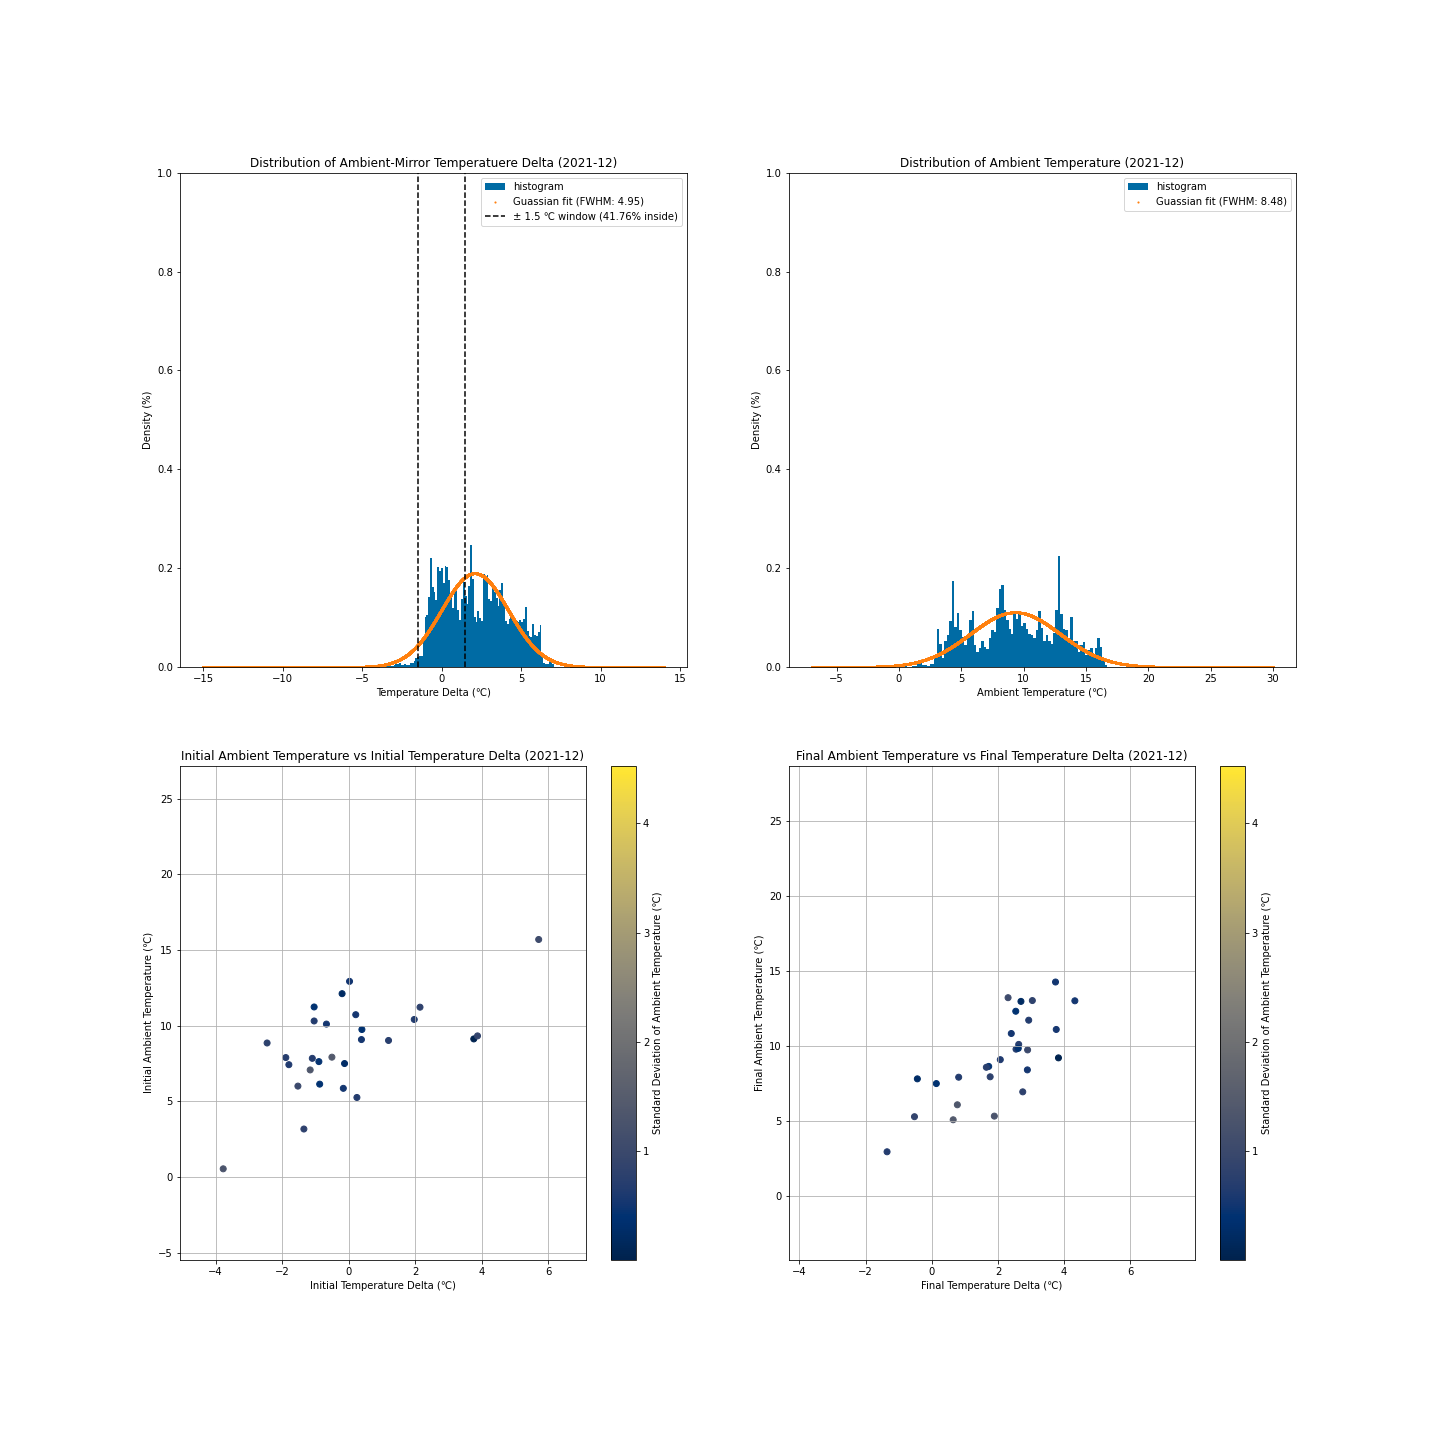 Distribution of Ambient-Mirror Temperatuere Delta (2021-12)
1.0
0.8
0.6
0.4
0.2
0.0
Density (%)
histogram
Guassian fit (FWHM: 4.95)
± 1.5 ℃ window (41.76% inside)
−15 −10 −5 0 5 10 15
Temperature Delta (℃)
Distribution of Ambient Temperature (2021-12)
1.0
0.8
0.6
0.4
0.2
0.0
Density (%)
histogram
Guassian fit (FWHM: 8.48)
−5 0 5 10 15 20 25 30
Ambient Temperature (℃)
Initial Ambient Temperature vs Initial Temperature Delta (2021-12)
25
20
15
10
5
0
−5
Initial Ambient Temperature (℃)
−4 −2 0 2 4 6
Initial Temperature Delta (℃)
4
3
2
1
Standard Deviation of Ambient Temperature (℃)
Final Ambient Temperature vs Final Temperature Delta (2021-12)
25
20
15
10
5
0
Final Ambient Temperature (℃)
−4 −2 0 2 4 6
Final Temperature Delta (℃)
4
3
2
1
Standard Deviation of Ambient Temperature (℃)